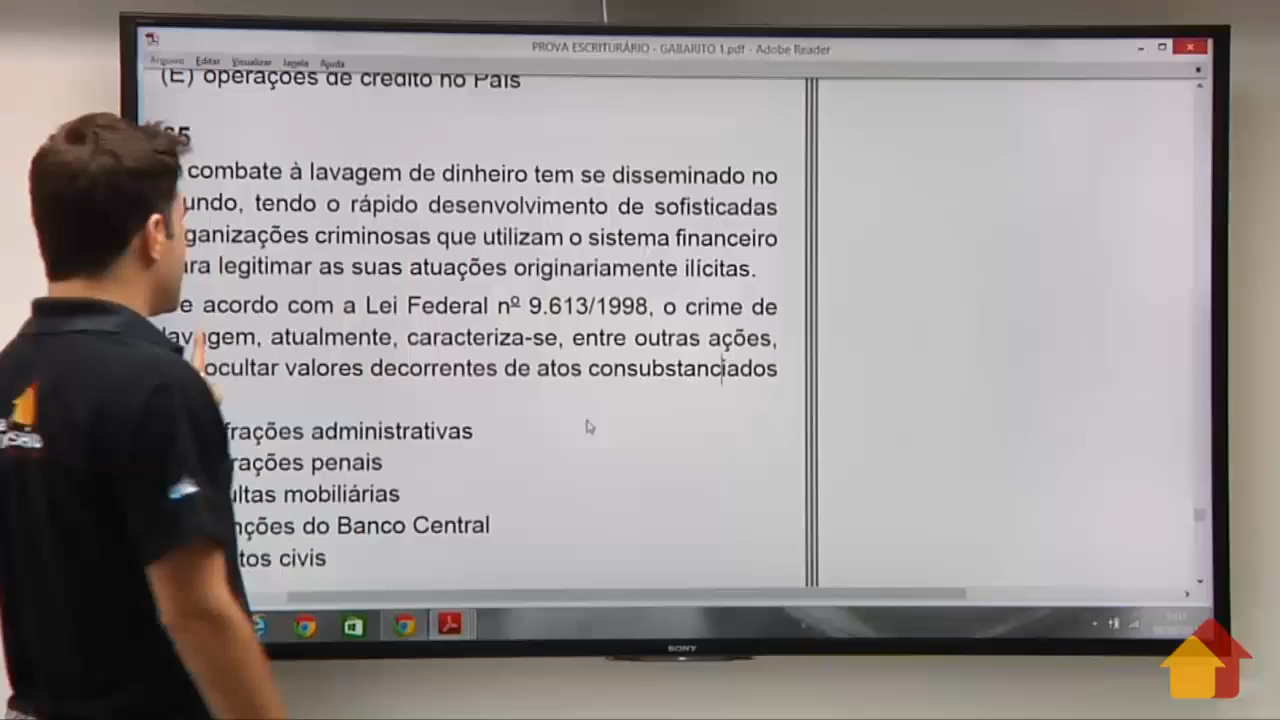 PROVA ESCRITURÁRIO - GABARITO 1.pdf - Adobe Reader
Arquivo Editar Visualizar Janela Ajuda
(E) operações de crédito no País
5
combate à lavagem de dinheiro tem se disseminado no
undo, tendo o rápido desenvolvimento de sofisticadas
ganizações criminosas que utilizam o sistema financeiro
ra legitimar as suas atuações originariamente ilícitas.
e acordo com a Lei Federal nº 9.613/1998, o crime de
lavagem, atualmente, caracteriza-se, entre outras ações,
ocultar valores decorrentes de atos consubstanciados
frações administrativas
rações penais
ultas mobiliárias
nções do Banco Central
tos civis
SONY